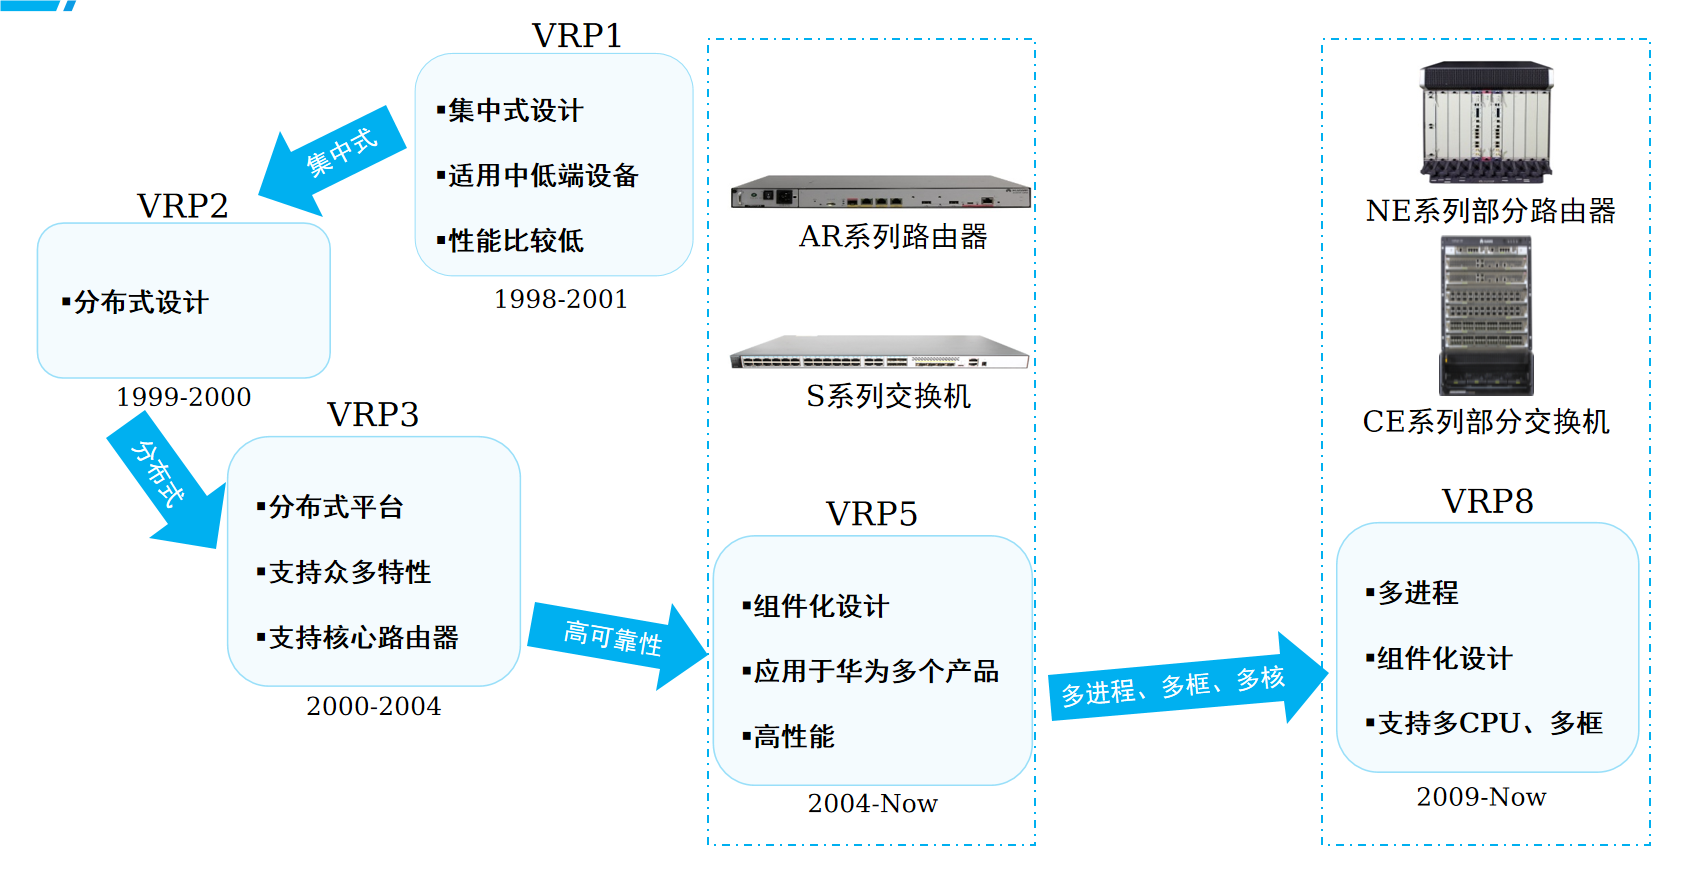 VRP1
▪集中式设计
▪适用中低端设备
▪性能比较低
1998-2001
集中式
VRP2
▪分布式设计
1999-2000
分布式
VRP3
▪分布式平台
▪支持众多特性
▪支持核心路由器
2000-2004
高可靠性
AR系列路由器
S系列交换机
VRP5
▪组件化设计
▪应用于华为多个产品
▪高性能
2004-Now
多进程、多框、多核
NE系列部分路由器
CE系列部分交换机
VRP8
▪多进程
▪组件化设计
▪支持多CPU、多框
2009-Now